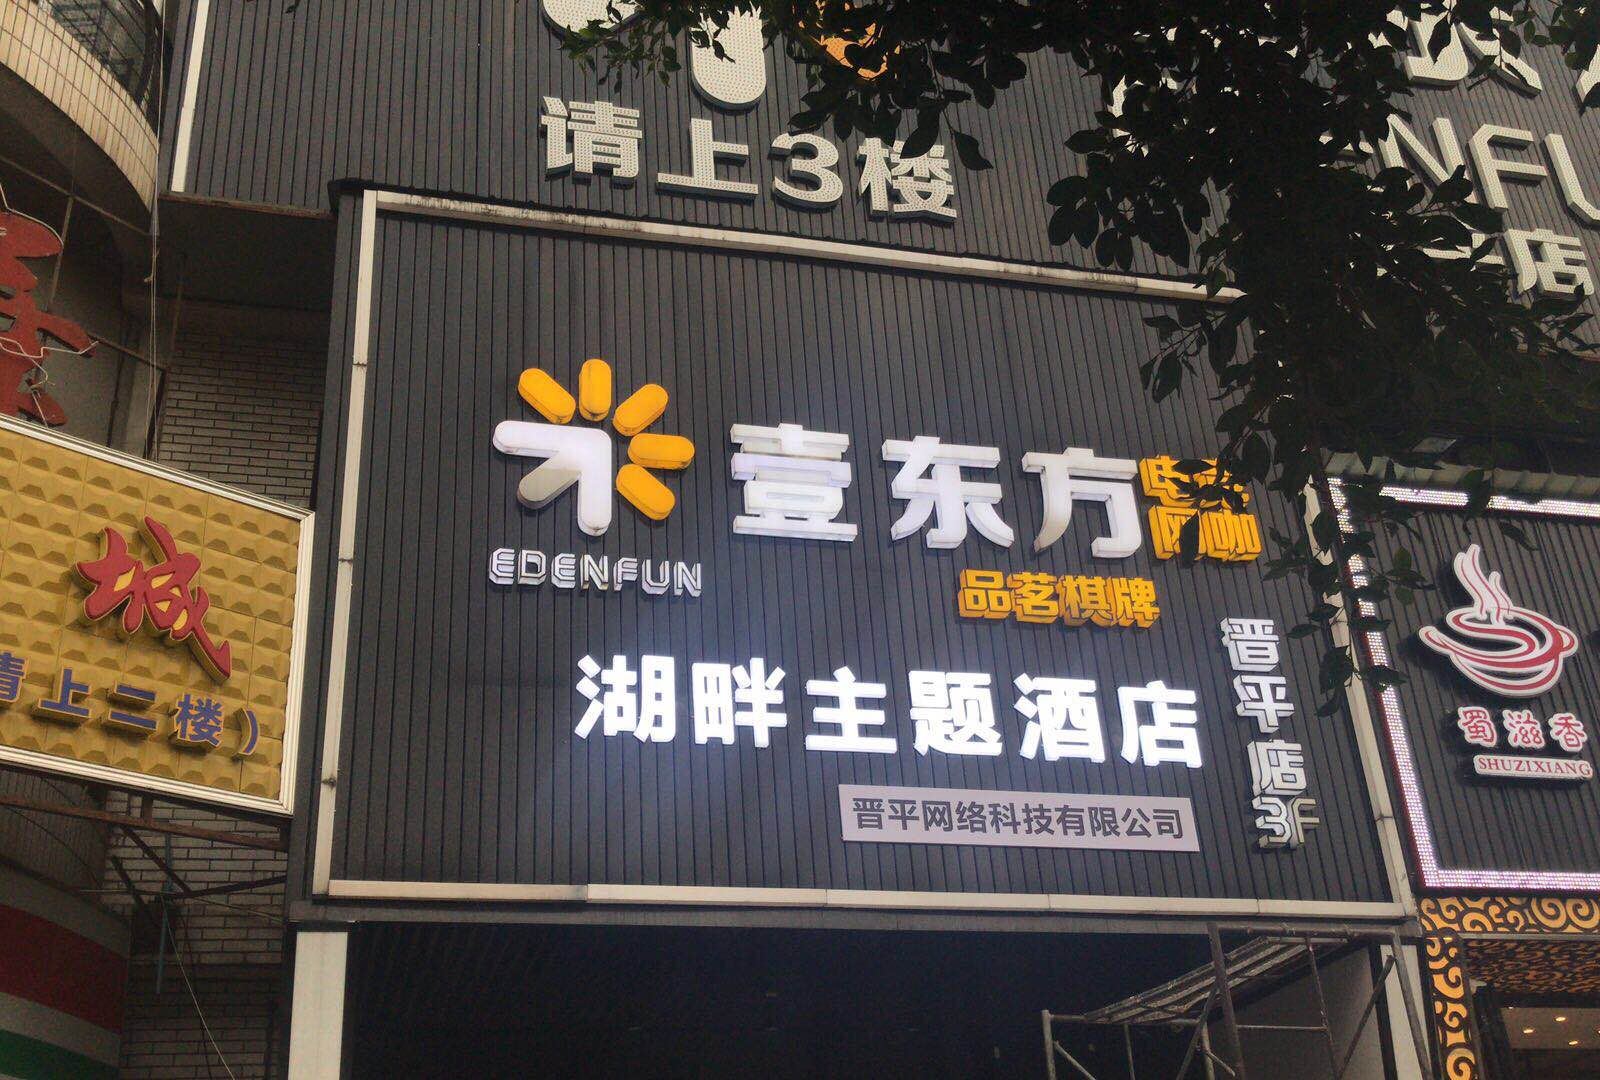 请上3楼
NFU
店
壹东方
电竞
网咖
EDENFUN
品茗棋牌
湖畔主题酒店
晋平店3F
晋平网络科技有限公司
城
请上二楼)
蜀滋香
SHUZIXIANG